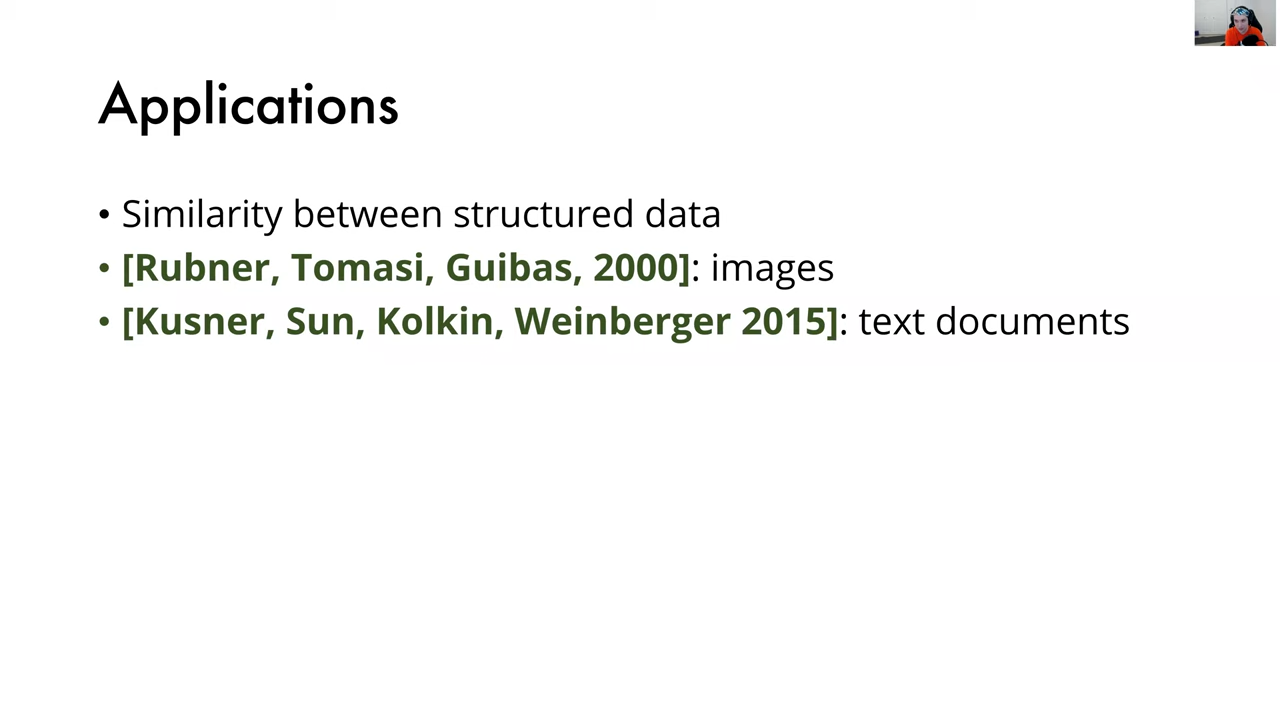 Applications
• Similarity between structured data
• [Rubner, Tomasi, Guibas, 2000]: images
• [Kusner, Sun, Kolkin, Weinberger 2015]: text documents